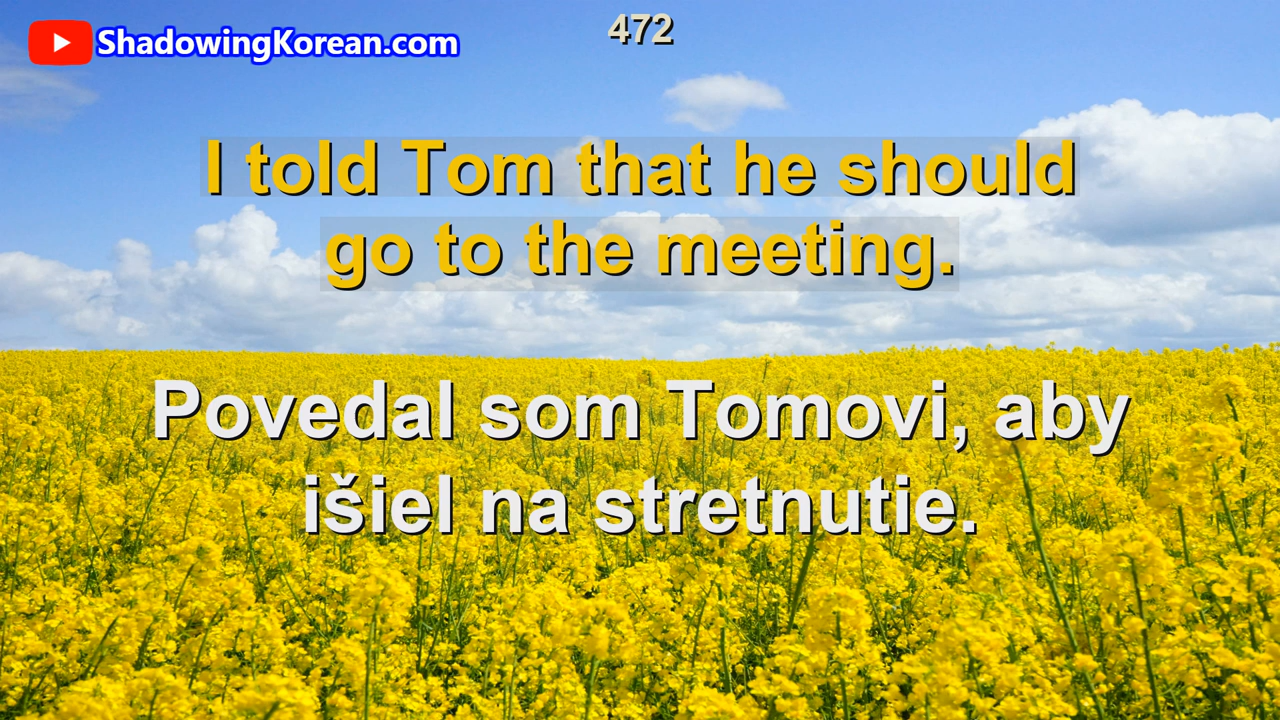 472
ShadowingKorean.com
I told Tom that he should
go to the meeting.
Povedal som Tomovi, aby
išiel na stretnutie.